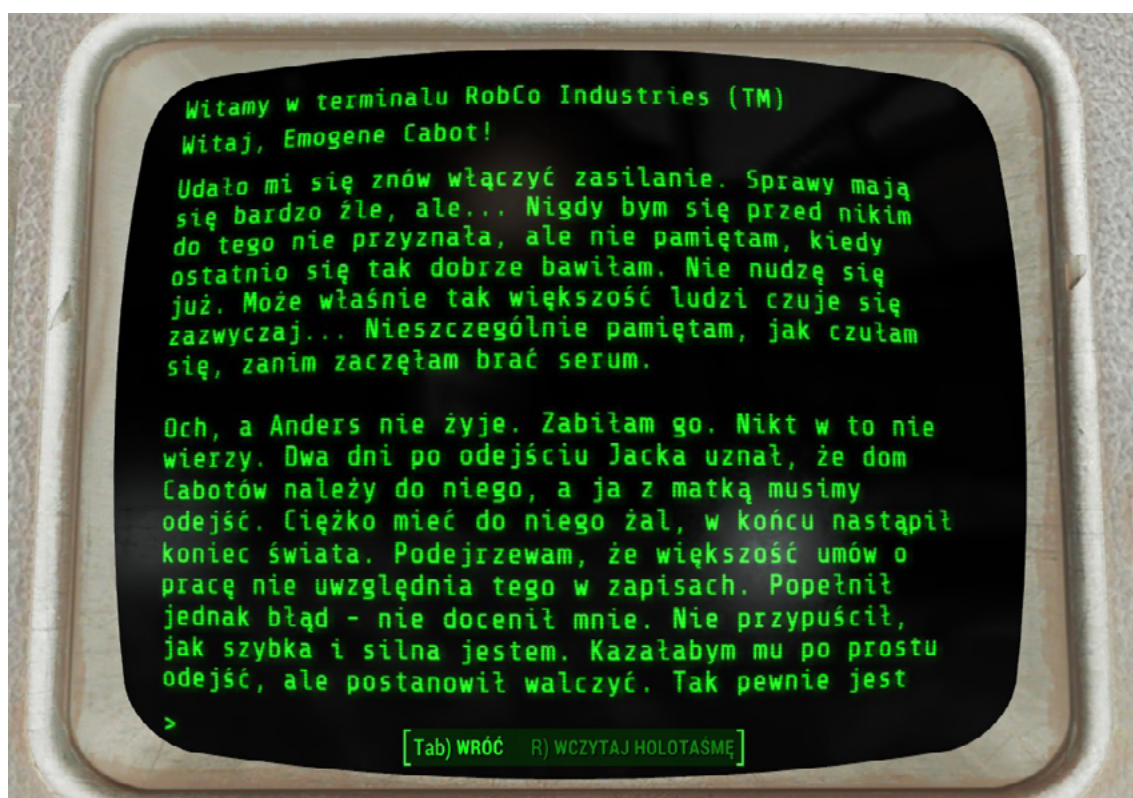 Witamy w terminalu RobCo Industries (TM)
Witaj, Emogene Cabot!
Udało mi się znów włączyć zasilanie. Sprawy mają
się bardzo źle, ale... Nigdy bym się przed nikim
do tego nie przyznała, ale nie pamiętam, kiedy
ostatnio się tak dobrze bawiłam. Nie nudzę się
już. Może właśnie tak większość ludzi czuje się
zazwyczaj... Nieszczególnie pamiętam, jak czułam
się, zanim zaczęłam brać serum.
Och, a Anders nie żyje. Zabiłam go. Nikt w to nie
wierzy. Dwa dni po odejściu Jacka uznał, że dom
Cabotów należy do niego, a ja z matką musimy
odejść. Ciężko mieć do niego żal, w końcu nastąpił
koniec świata. Podejrzewam, że większość umów o
pracę nie uwzględnia tego w zapisach. Popełnił
jednak błąd - nie docenił mnie. Nie przypuścił,
jak szybka i silna jestem. Kazałabym mu po prostu
odejść, ale postanowił walczyć. Tak pewnie jest
>
Tab) WRÓĆ R) WCZYTAJ HOLOTAŚMĘ